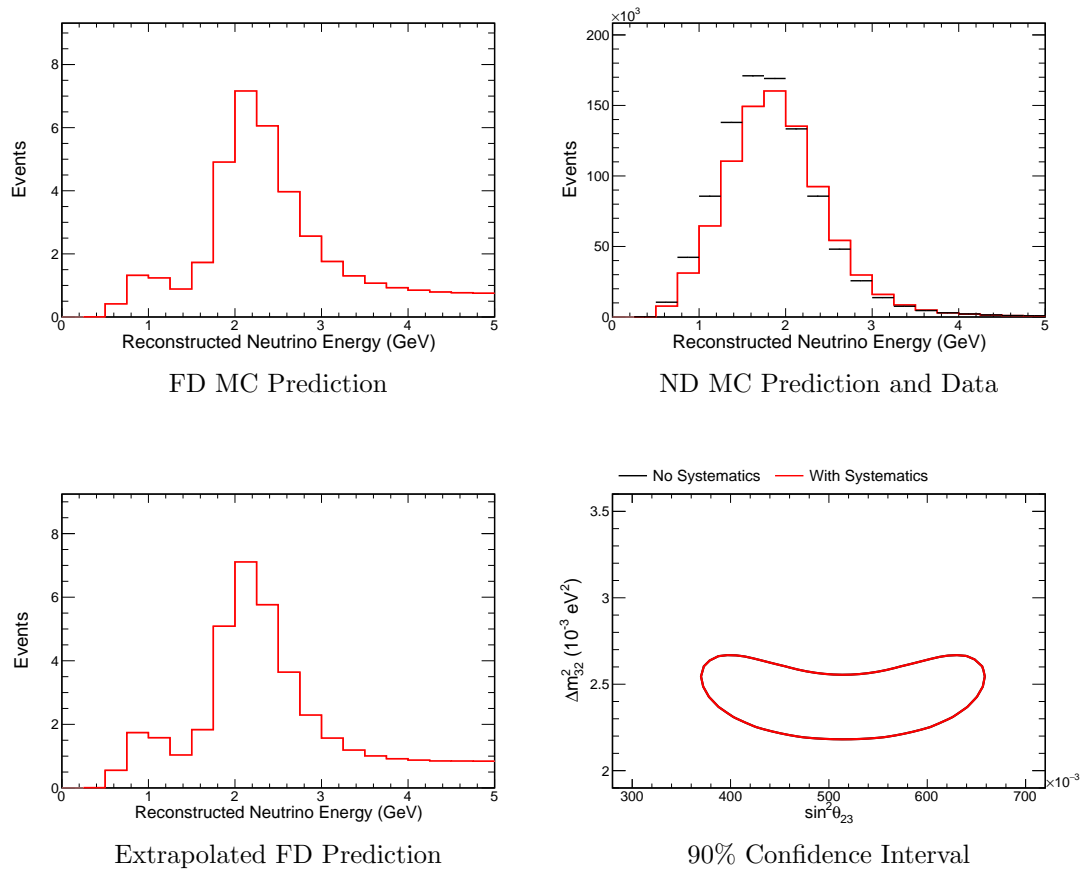 8
6
4
2
0
Events
0 1 2 3 4 5
Reconstructed Neutrino Energy (GeV)
FD MC Prediction
×10³
200
150
100
50
0
Events
0 1 2 3 4 5
Reconstructed Neutrino Energy (GeV)
ND MC Prediction and Data
8
6
4
2
0
Events
0 1 2 3 4 5
Reconstructed Neutrino Energy (GeV)
Extrapolated FD Prediction
No Systematics With Systematics
3.5
3
2.5
2
Δm²₃₂ (10⁻³ eV²)
300 400 500 600 700
×10⁻³
sin²θ₂₃
90% Confidence Interval